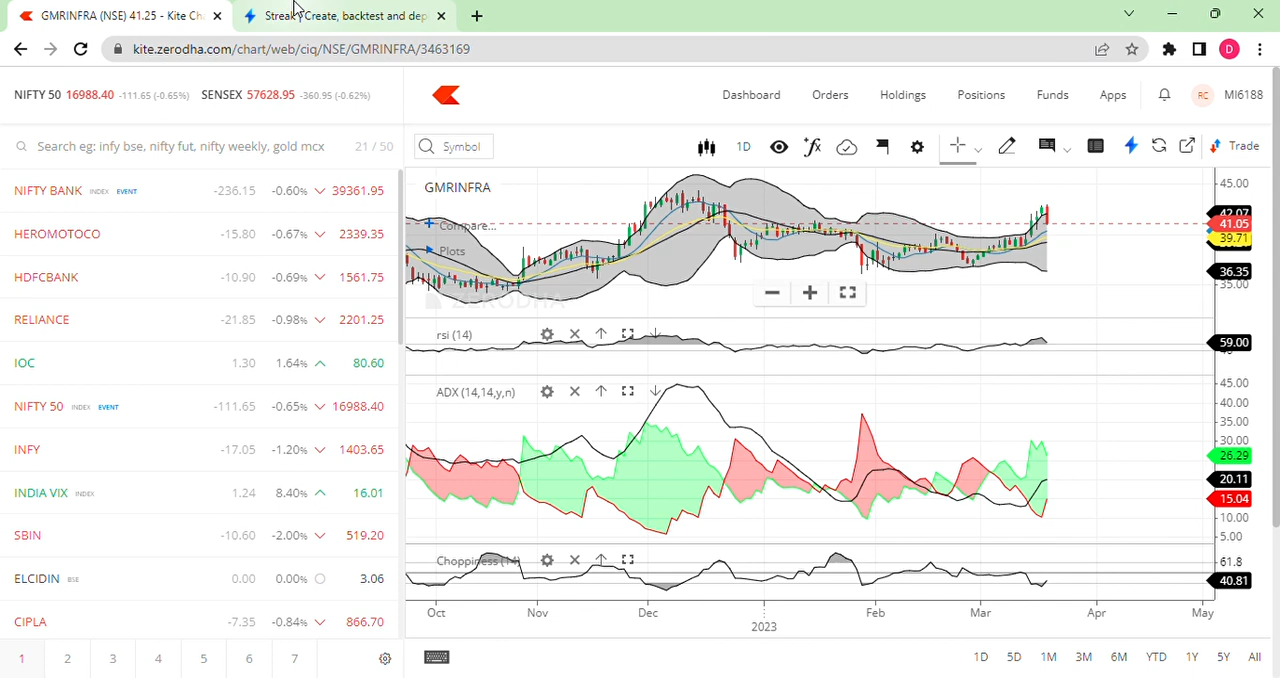 GMRINFRA (NSE) 41.25 - Kite Ch
Streak | Create, backtest and dep
kite.zerodha.com/chart/web/ciq/NSE/GMRINFRA/3463169
D
NIFTY 50 16988.40 -111.65 (-0.65%) SENSEX 57628.95 -360.95 (-0.62%)
Dashboard Orders Holdings Positions Funds Apps RC MI6188
Search eg: infy bse, nifty fut, nifty weekly, gold mcx 21 / 50
Symbol 1D Trade
NIFTY BANK INDEX EVENT -236.15 -0.60% 39361.95
HEROMOTOCO -15.80 -0.67% 2339.35
HDFCBANK -10.90 -0.69% 1561.75
RELIANCE -21.85 -0.98% 2201.25
IOC 1.30 1.64% 80.60
NIFTY 50 INDEX EVENT -111.65 -0.65% 16988.40
INFY -17.05 -1.20% 1403.65
INDIA VIX INDEX 1.24 8.40% 16.01
SBIN -10.60 -2.00% 519.20
ELCIDIN BSE 0.00 0.00% 3.06
CIPLA -7.35 -0.84% 866.70
1 2 3 4 5 6 7
GMRINFRA
Compare...
Plots
ZERODHA
45.00
42.07
41.05
39.71
36.35
35.00
rsi (14)
59.00
ADX (14,14,y,n)
45.00
40.00
35.00
30.00
26.29
20.11
15.04
10.00
5.00
Choppiness (14)
61.8
40.81
Oct Nov Dec 2023 Feb Mar Apr May
1D 5D 1M 3M 6M YTD 1Y 5Y All